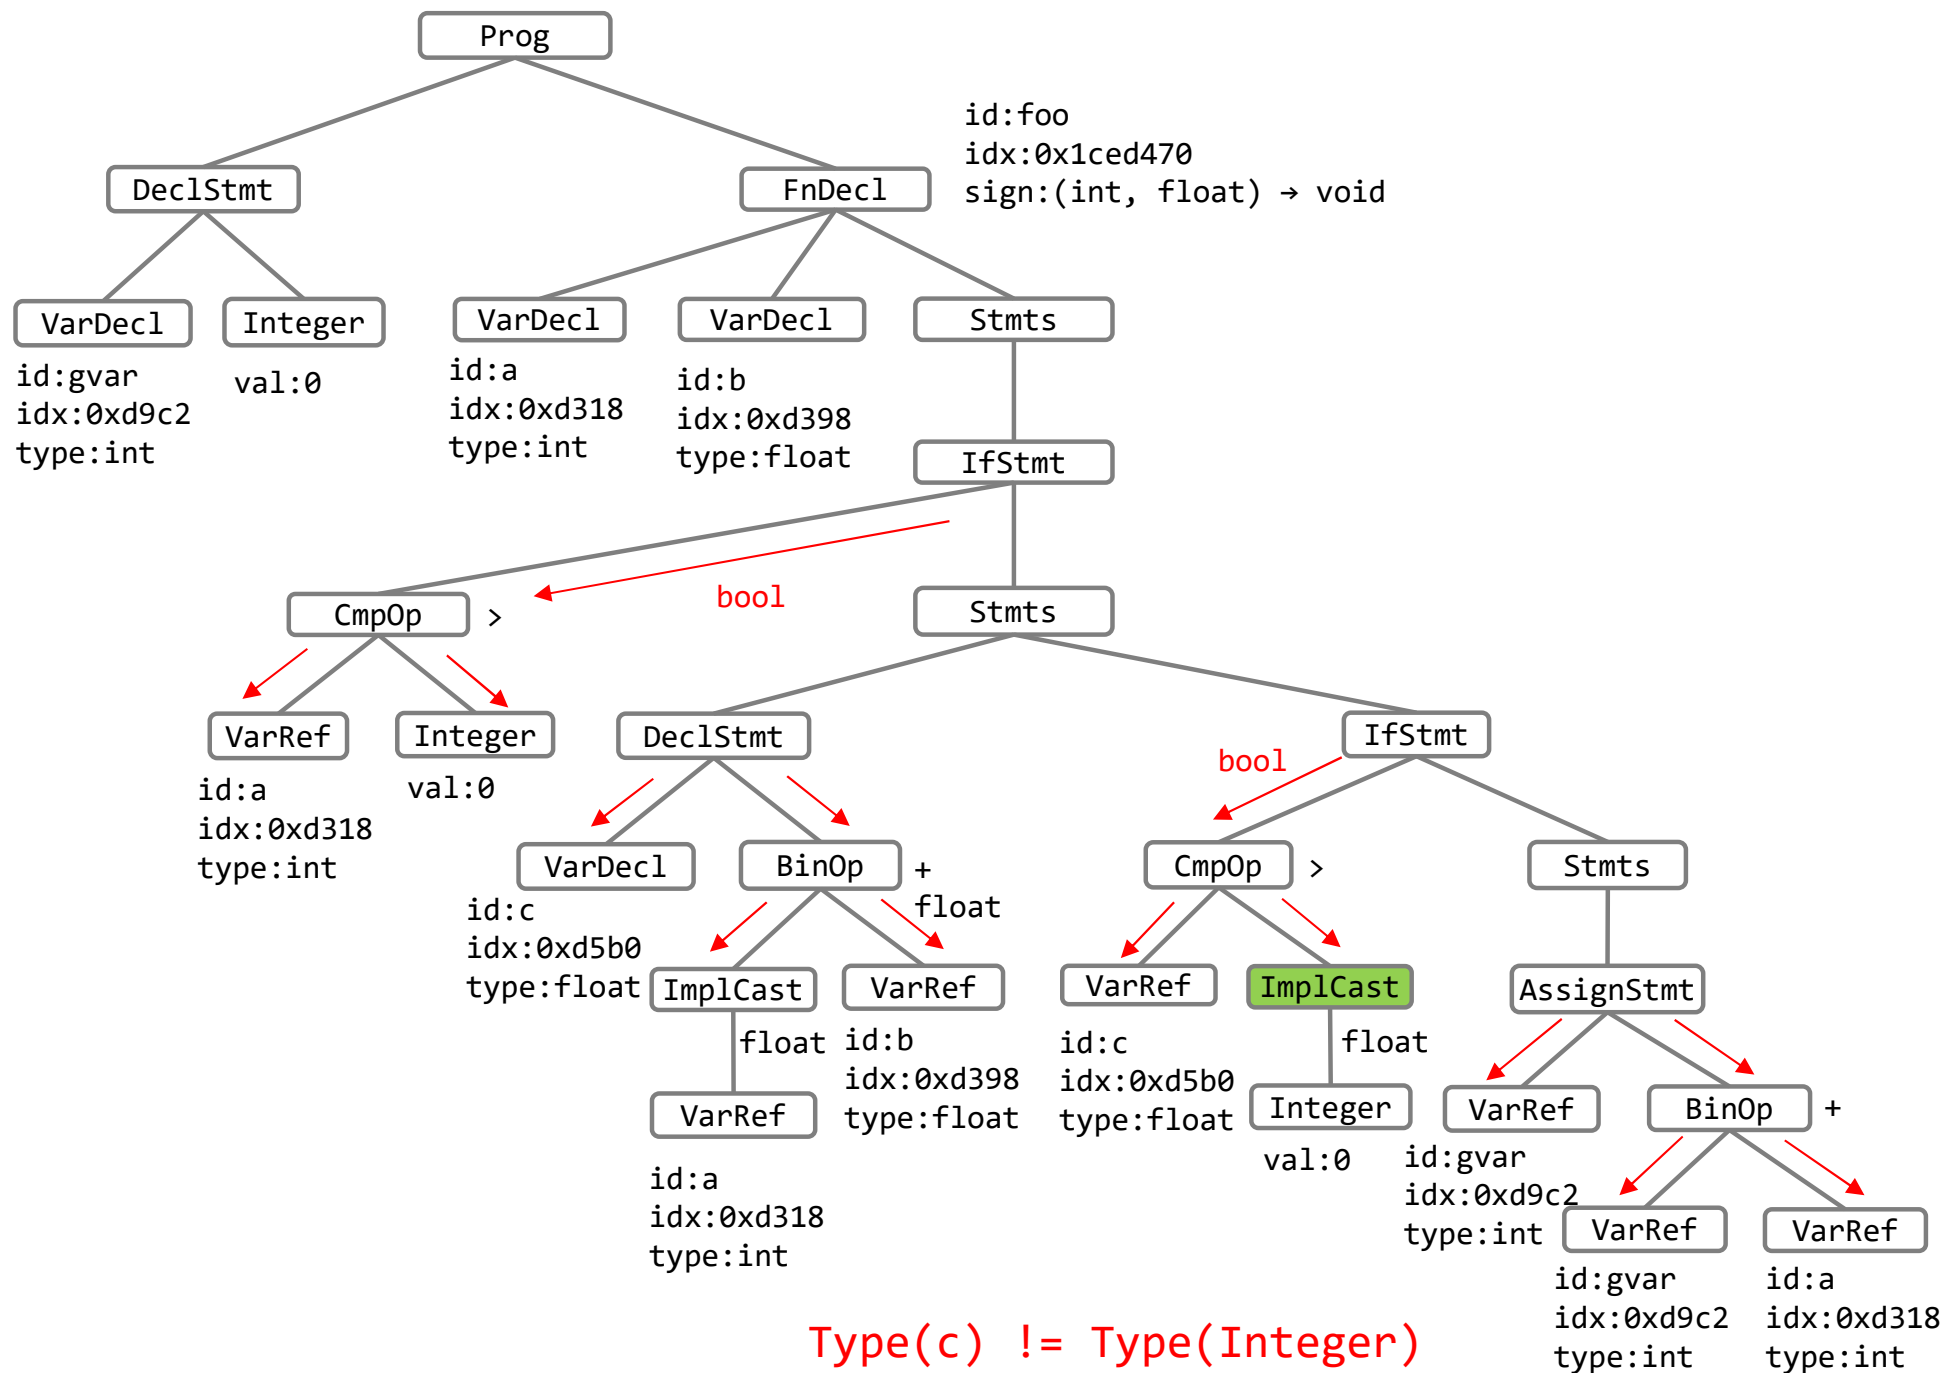 Prog
id:foo
idx:0x1ced470
sign:(int, float) → void
DeclStmt
FnDecl
VarDecl
Integer
VarDecl
VarDecl
Stmts
id:gvar
idx:0xd9c2
type:int
val:0
id:a
idx:0xd318
type:int
id:b
idx:0xd398
type:float
IfStmt
bool
CmpOp >
Stmts
VarRef
Integer
DeclStmt
IfStmt
id:a
idx:0xd318
type:int
val:0
bool
VarDecl
BinOp +
float
CmpOp >
Stmts
id:c
idx:0xd5b0
type:float
ImplCast
VarRef
VarRef
ImplCast
AssignStmt
float
id:b
idx:0xd398
type:float
id:c
idx:0xd5b0
type:float
float
VarRef
Integer
VarRef
BinOp +
id:a
idx:0xd318
type:int
val:0
id:gvar
idx:0xd9c2
type:int
VarRef
VarRef
id:gvar
idx:0xd9c2
type:int
id:a
idx:0xd318
type:int
Type(c) != Type(Integer)